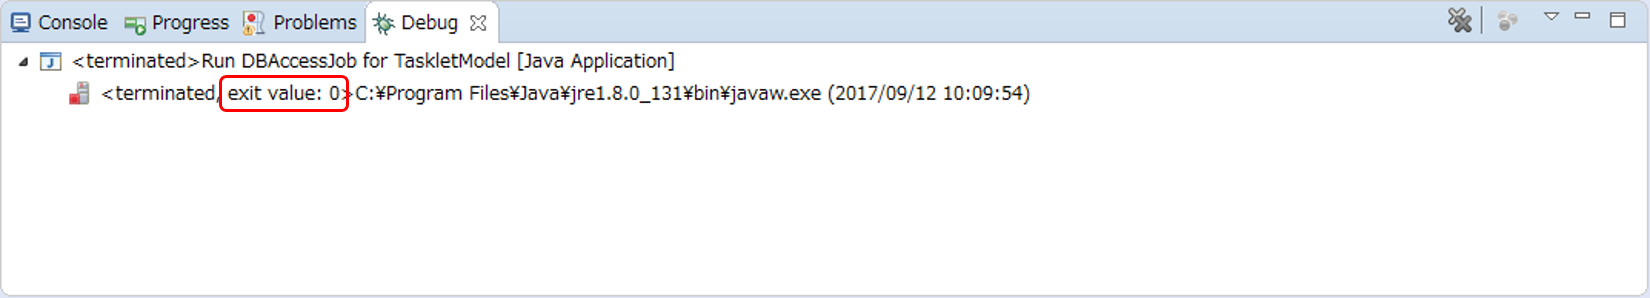 Console Progress Problems Debug
<terminated>Run DBAccessJob for TaskletModel [Java Application]
<terminated, exit value: 0>C:¥Program Files¥Java¥jre1.8.0_131¥bin¥javaw.exe (2017/09/12 10:09:54)